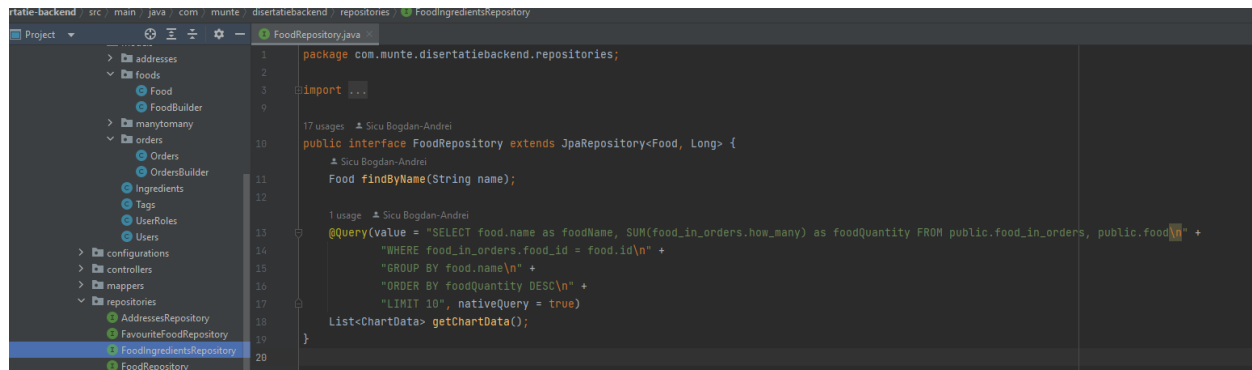 rtatie-backend / src / main / java / com / munte / disertatiebackend / repositories / FoodIngredientsRepository
Project
FoodRepository.java
addresses
foods
Food
FoodBuilder
manytomany
orders
Orders
OrdersBuilder
Ingredients
Tags
UserRoles
Users
configurations
controllers
mappers
repositories
AddressesRepository
FavouriteFoodRepository
FoodIngredientsRepository
FoodRepository
1 package com.munte.disertatiebackend.repositories;
2
3 import ...
9
17 usages Sicu Bogdan-Andrei
10 public interface FoodRepository extends JpaRepository<Food, Long> {
Sicu Bogdan-Andrei
11 Food findByName(String name);
12
1 usage Sicu Bogdan-Andrei
13 @Query(value = "SELECT food.name as foodName, SUM(food_in_orders.how_many) as foodQuantity FROM public.food_in_orders, public.food\n" +
14 "WHERE food_in_orders.food_id = food.id\n" +
15 "GROUP BY food.name\n" +
16 "ORDER BY foodQuantity DESC\n" +
17 "LIMIT 10", nativeQuery = true)
18 List<ChartData> getChartData();
19 }
20